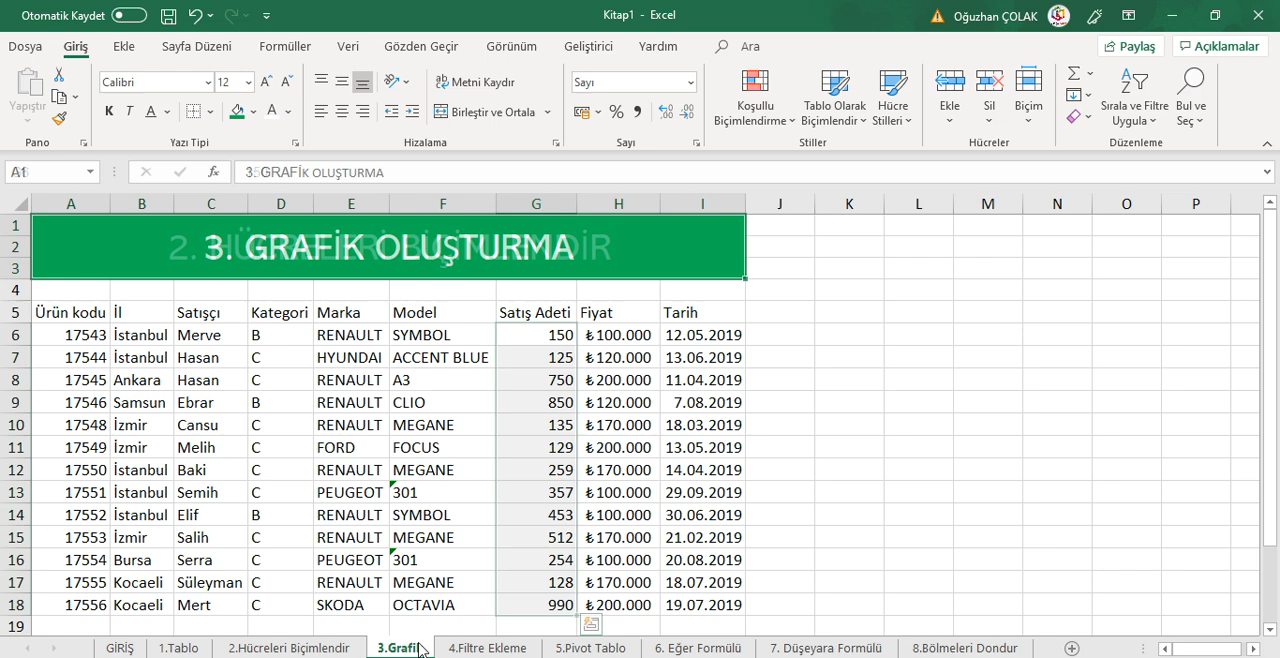 Otomatik Kaydet
Kitap1 - Excel
Oğuzhan ÇOLAK
Dosya Giriş Ekle Sayfa Düzeni Formüller Veri Gözden Geçir Görünüm Geliştirici Yardım Ara
Paylaş Açıklamalar
Yapıştır
Pano
Calibri 12
K T A
Yazı Tipi
Metni Kaydır
Birleştir ve Ortala
Hizalama
Sayı
%
Sayı
Koşullu Biçimlendirme
Tablo Olarak Biçimlendir
Hücre Stilleri
Stiller
Ekle Sil Biçim
Hücreler
Sırala ve Filtre Uygula
Bul ve Seç
Düzenleme
fx 3.GRAFİK OLUŞTURMA
A B C D E F G H I J K L M N O P
1
2 3. GRAFİK OLUŞTURMA
2. HÜCRELERİ BİÇİMLENDİR
3
4
5 Ürün kodu İl Satışçı Kategori Marka Model Satış Adeti Fiyat Tarih
6 17543 İstanbul Merve B RENAULT SYMBOL 150 ₺100.000 12.05.2019
7 17544 İstanbul Hasan C HYUNDAI ACCENT BLUE 125 ₺120.000 13.06.2019
8 17545 Ankara Hasan C RENAULT A3 750 ₺200.000 11.04.2019
9 17546 Samsun Ebrar B RENAULT CLIO 850 ₺120.000 7.08.2019
10 17548 İzmir Cansu C RENAULT MEGANE 135 ₺170.000 18.03.2019
11 17549 İzmir Melih C FORD FOCUS 129 ₺200.000 13.05.2019
12 17550 İstanbul Baki C RENAULT MEGANE 259 ₺170.000 14.04.2019
13 17551 İstanbul Semih C PEUGEOT 301 357 ₺100.000 29.09.2019
14 17552 İstanbul Elif B RENAULT SYMBOL 453 ₺100.000 30.06.2019
15 17553 İzmir Salih C RENAULT MEGANE 512 ₺170.000 21.02.2019
16 17554 Bursa Serra C PEUGEOT 301 254 ₺100.000 20.08.2019
17 17555 Kocaeli Süleyman C RENAULT MEGANE 128 ₺170.000 18.07.2019
18 17556 Kocaeli Mert C SKODA OCTAVIA 990 ₺200.000 19.07.2019
19
GİRİŞ 1.Tablo 2.Hücreleri Biçimlendir 3.Grafik 4.Filtre Ekleme 5.Pivot Tablo 6. Eğer Formülü 7. Düşeyara Formülü 8.Bölmeleri Dondur